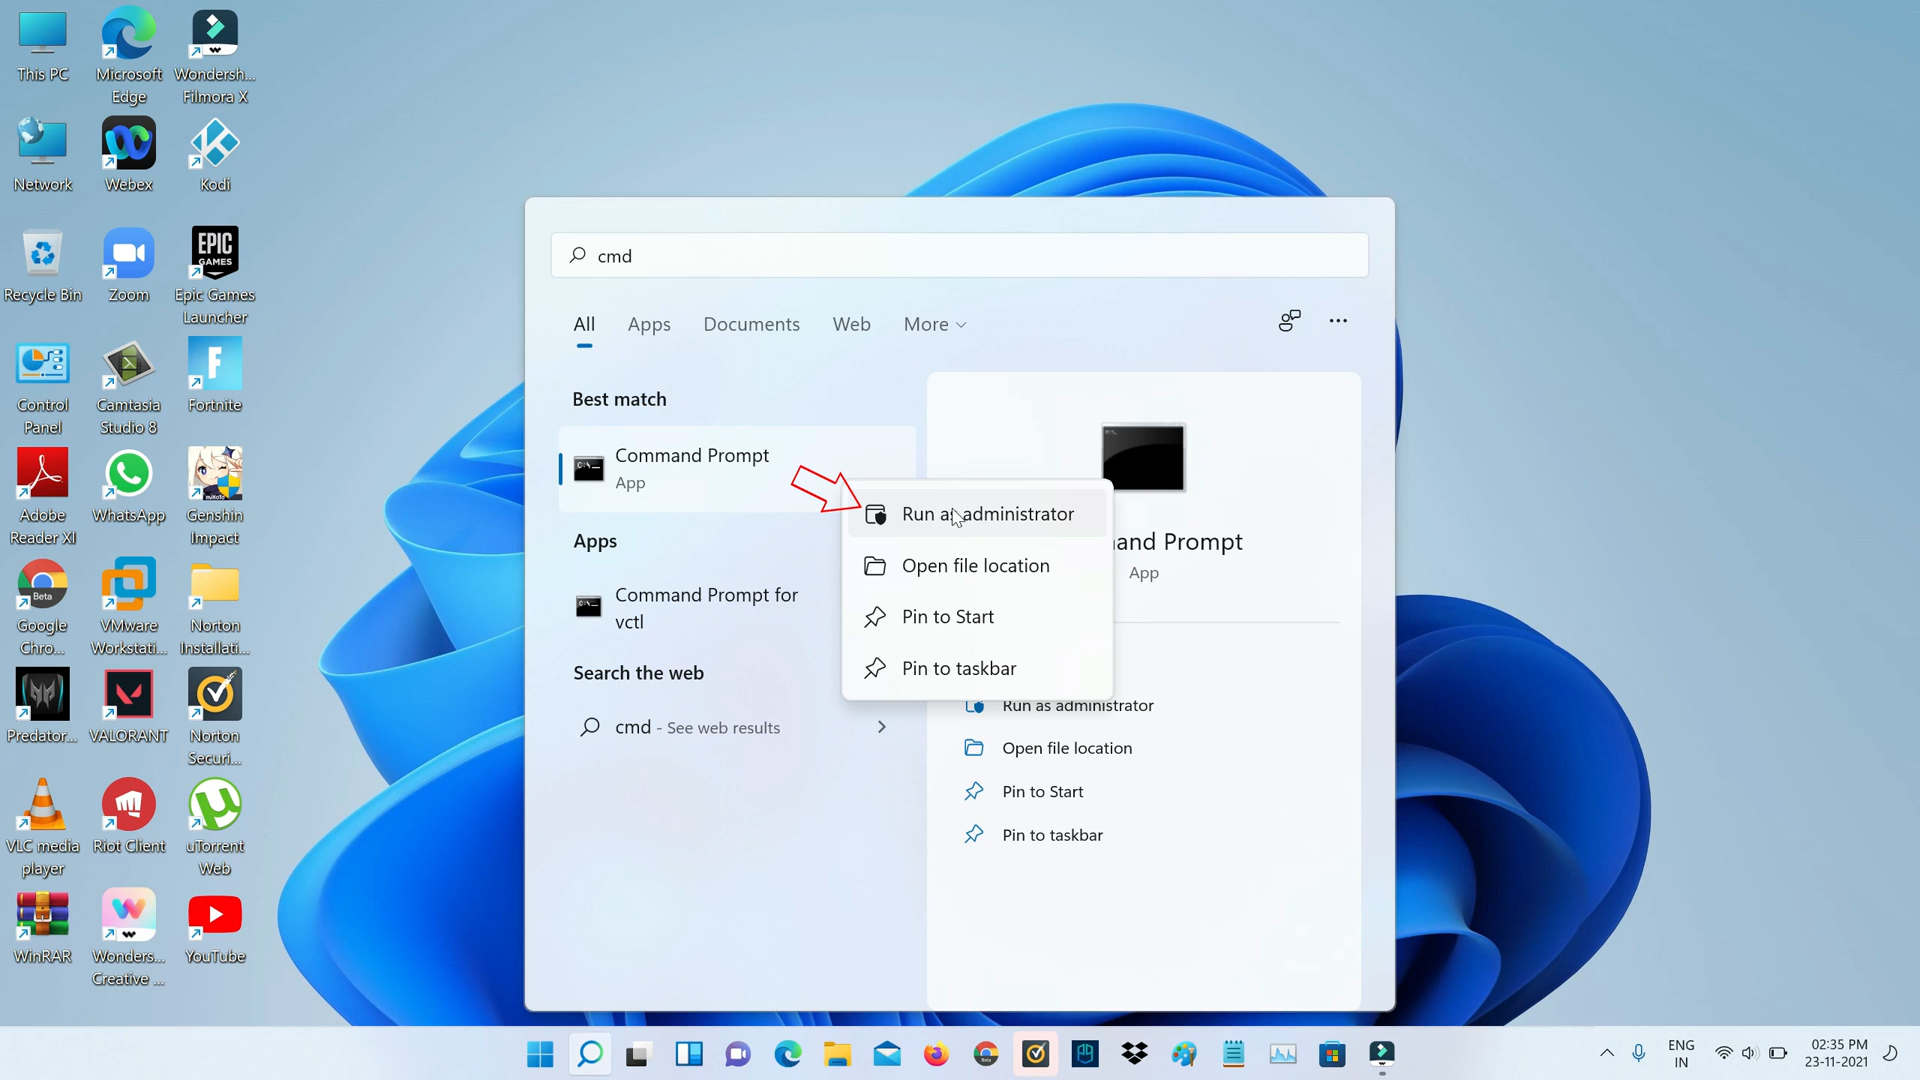 This PC
Microsoft
Edge
Wondersh...
Filmora X
Network
Webex
Kodi
Recycle Bin
Zoom
EPIC
GAMES
Epic Games
Launcher
Control
Panel
Camtasia
Studio 8
F
Fortnite
Adobe
Reader XI
WhatsApp
Genshin
Impact
Beta
Google
Chro...
VMware
Workstati...
Norton
Installati...
Predator...
VALORANT
Norton
Securi...
VLC media
player
Riot Client
uTorrent
Web
WinRAR
Wonders...
Creative ...
YouTube
cmd
All
Apps
Documents
Web
More
Best match
Command Prompt
App
Apps
Command Prompt for
vctl
Search the web
cmd - See web results
Run as administrator
Open file location
Pin to Start
Pin to taskbar
and Prompt
App
Run as administrator
Open file location
Pin to Start
Pin to taskbar
ENG
IN
02:35 PM
23-11-2021